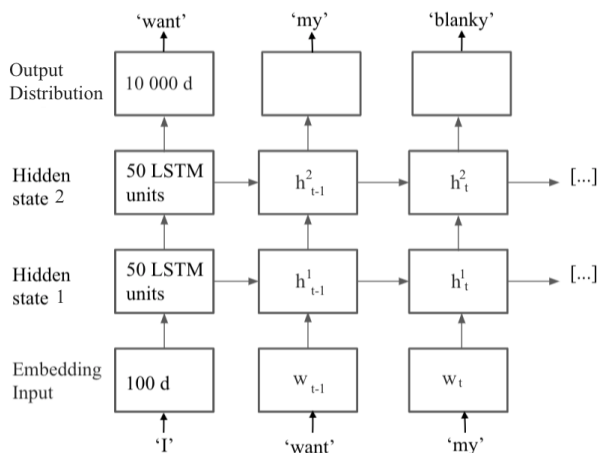 ‘want’ ‘my’ ‘blanky’
Output
Distribution
10 000 d
Hidden
state 2
50 LSTM
units
h²ₜ₋₁
h²ₜ
[...]
Hidden
state 1
50 LSTM
units
h¹ₜ₋₁
h¹ₜ
[...]
Embedding
Input
100 d
wₜ₋₁
wₜ
‘I’ ‘want’ ‘my’